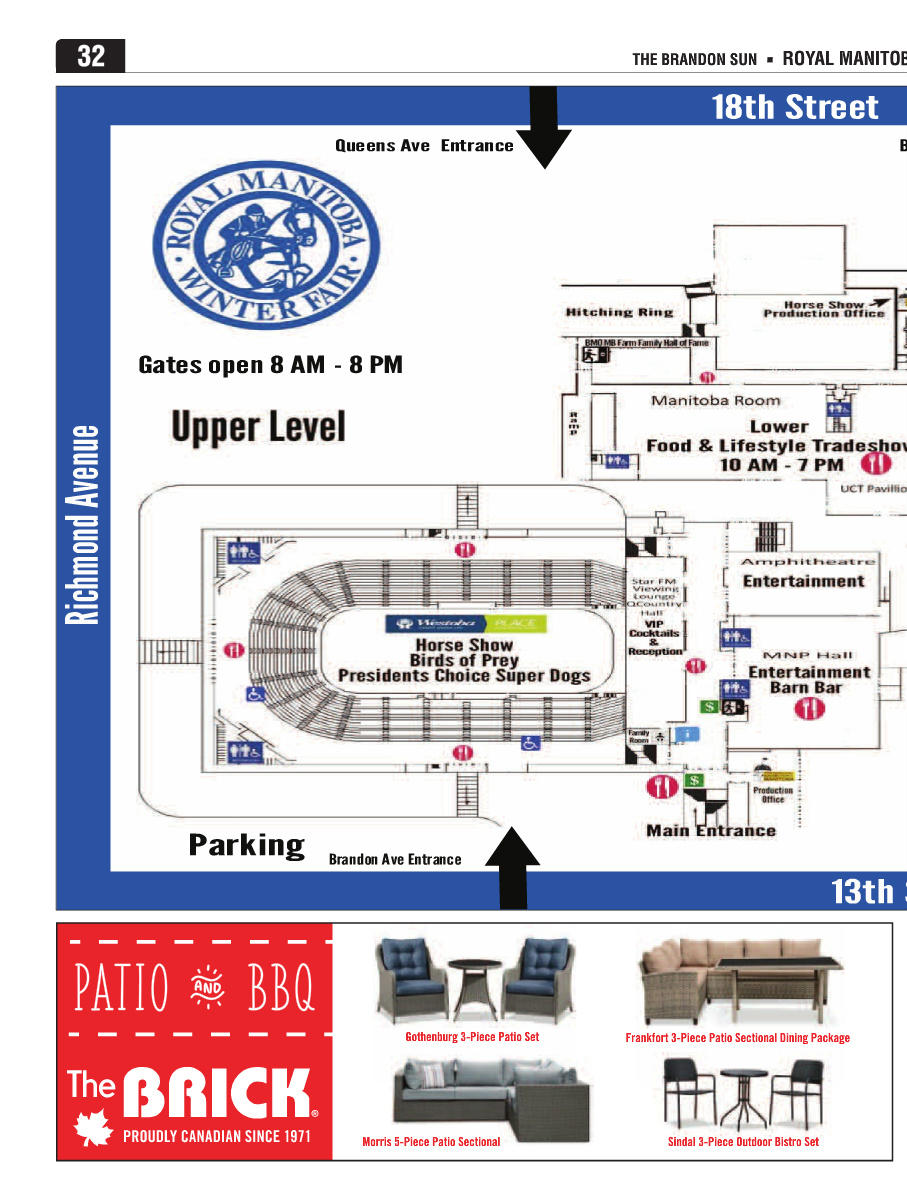 32
THE BRANDON SUN ▪ ROYAL MANITOB
18th Street
Queens Ave Entrance
B
ROYAL MANITOBA
WINTER FAIR
Gates open 8 AM - 8 PM
Upper Level
Richmond Avenue
Horse Show
Production Office
Hitching Ring
BMO MB Farm Family Hall of Fame
Ramp
Manitoba Room
Lower
Food & Lifestyle Tradeshow
10 AM - 7 PM
UCT Pavillio
Amphitheatre
Entertainment
Star FM
Viewing
Lounge
QCountry
Hall
VIP
Cocktails
&
Reception
Westoba PLACE
Horse Show
Birds of Prey
Presidents Choice Super Dogs
MNP Hall
Entertainment
Barn Bar
$
Family
Room
$
Production
Office
Main Entrance
Parking
Brandon Ave Entrance
13th S
PATIO AND BBQ
The BRICK®
PROUDLY CANADIAN SINCE 1971
Gothenburg 3-Piece Patio Set
Frankfort 3-Piece Patio Sectional Dining Package
Morris 5-Piece Patio Sectional
Sindal 3-Piece Outdoor Bistro Set